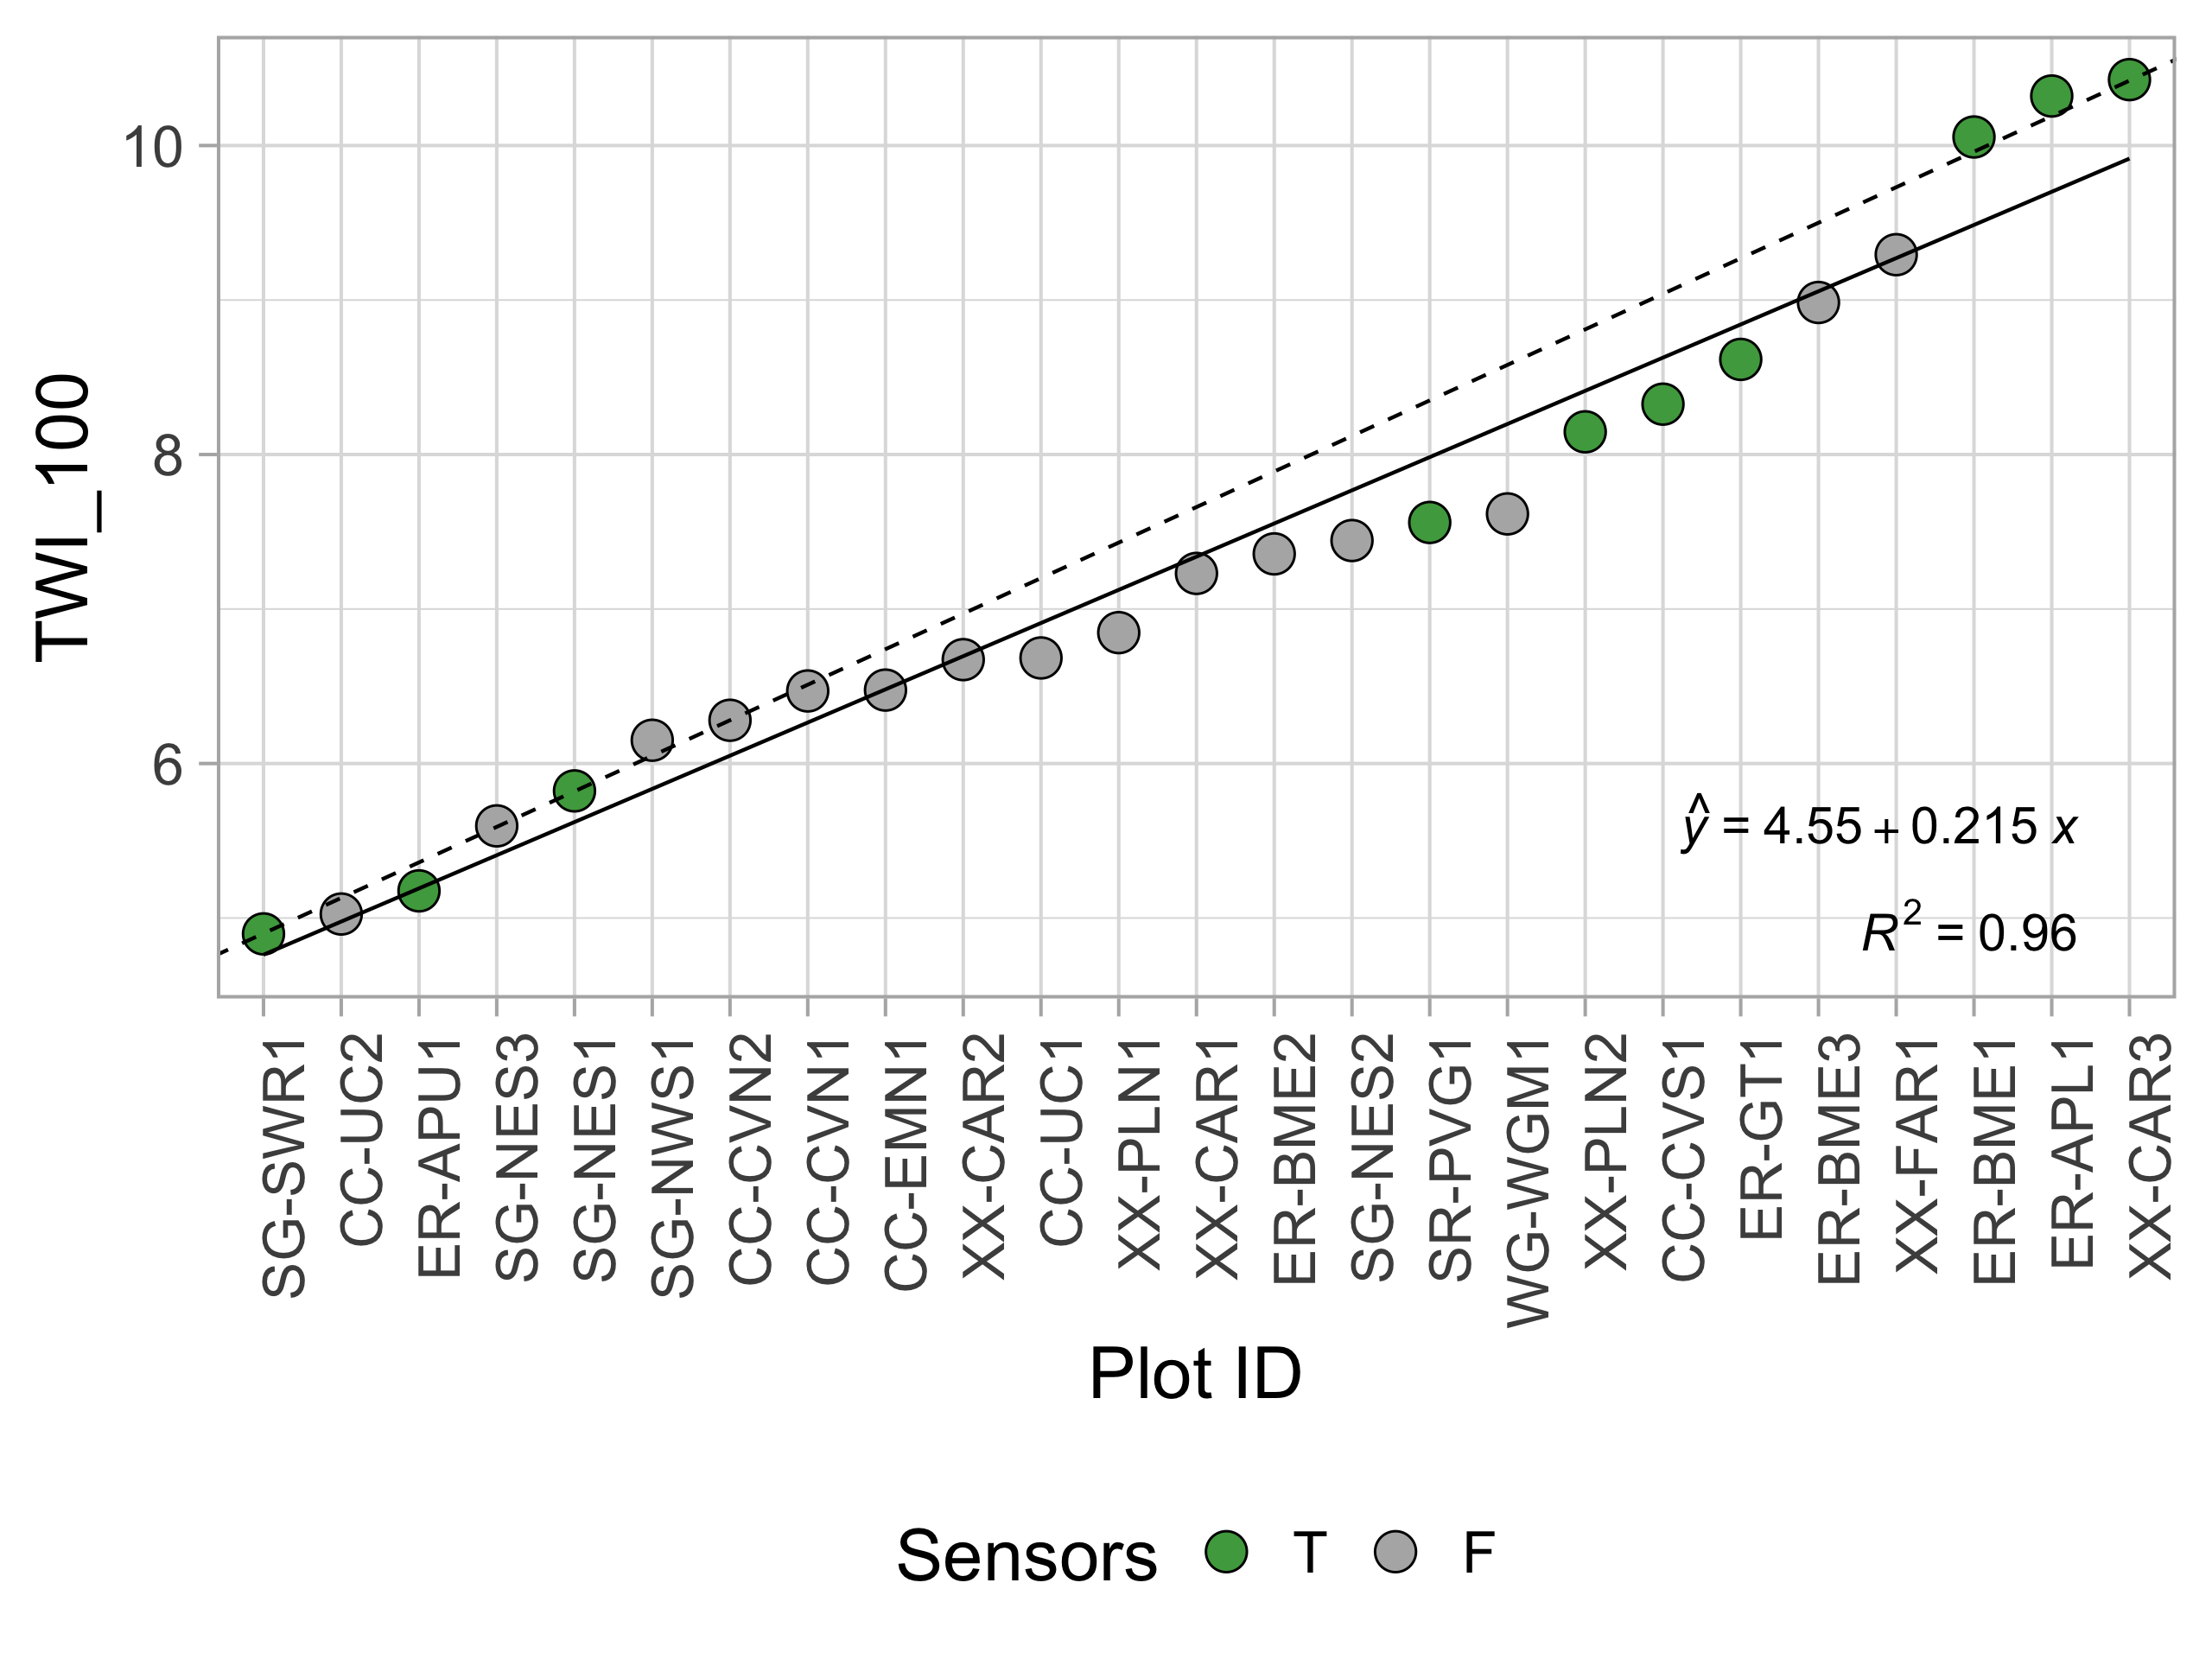 TWI_100
10
8
6
ŷ = 4.55 + 0.215 x
R² = 0.96
SG-SWR1
CC-UC2
ER-APU1
SG-NES3
SG-NES1
SG-NWS1
CC-CVN2
CC-CVN1
CC-EMN1
XX-CAR2
CC-UC1
XX-PLN1
XX-CAR1
ER-BME2
SG-NES2
SR-PVG1
WG-WGM1
XX-PLN2
CC-CVS1
ER-GT1
ER-BME3
XX-FAR1
ER-BME1
ER-APL1
XX-CAR3
Plot ID
Sensors T F